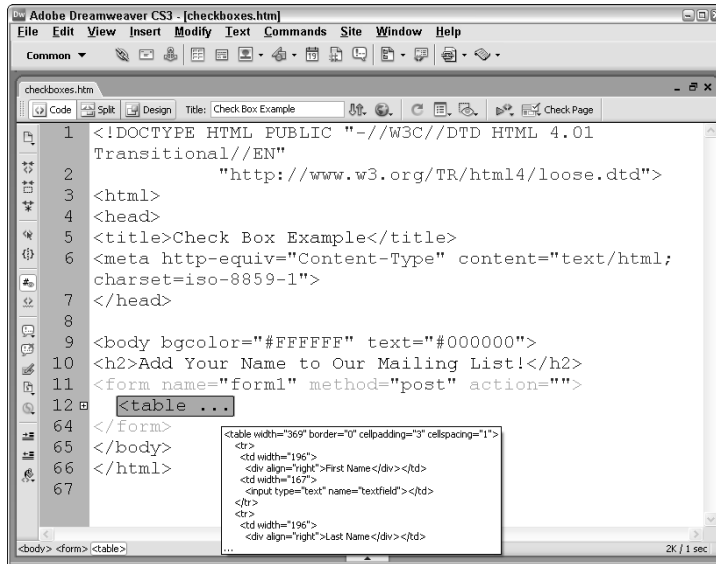 Adobe Dreamweaver CS3 - [checkboxes.htm]
File Edit View Insert Modify Text Commands Site Window Help
Common
checkboxes.htm
Code Split Design Title: Check Box Example Check Page
1 <!DOCTYPE HTML PUBLIC "-//W3C//DTD HTML 4.01
Transitional//EN"
2 "http://www.w3.org/TR/html4/loose.dtd">
3 <html>
4 <head>
5 <title>Check Box Example</title>
6 <meta http-equiv="Content-Type" content="text/html;
charset=iso-8859-1">
7 </head>
8
9 <body bgcolor="#FFFFFF" text="#000000">
10 <h2>Add Your Name to Our Mailing List!</h2>
11 <form name="form1" method="post" action="">
12 <table ...
64 </form>
65 </body>
66 </html>
67
<table width="369" border="0" cellpadding="3" cellspacing="1">
<tr>
<td width="196">
<div align="right">First Name</div></td>
<td width="167">
<input type="text" name="textfield"></td>
</tr>
<tr>
<td width="196">
<div align="right">Last Name</div></td>
...
<body> <form> <table> 2K / 1 sec